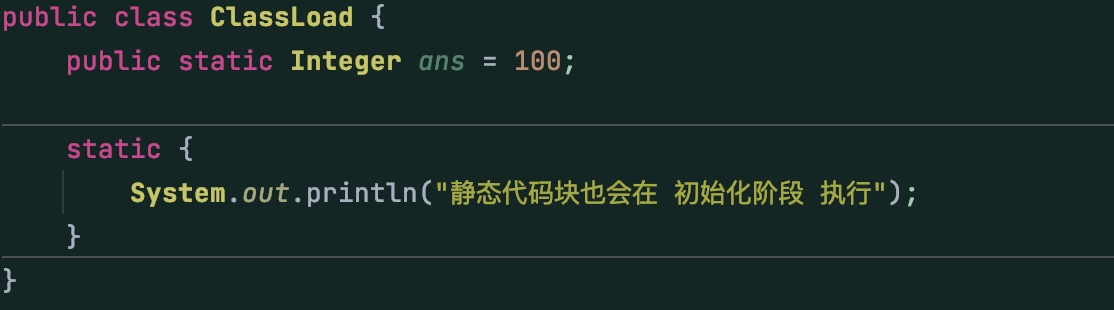 public class ClassLoad {
    public static Integer ans = 100;
    static {
        System.out.println("静态代码块也会在 初始化阶段 执行");
    }
}